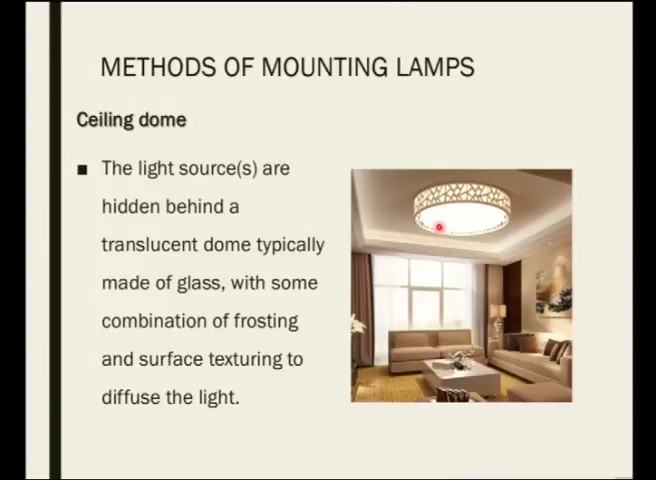 METHODS OF MOUNTING LAMPS
Ceiling dome
The light source(s) are
hidden behind a
translucent dome typically
made of glass, with some
combination of frosting
and surface texturing to
diffuse the light.